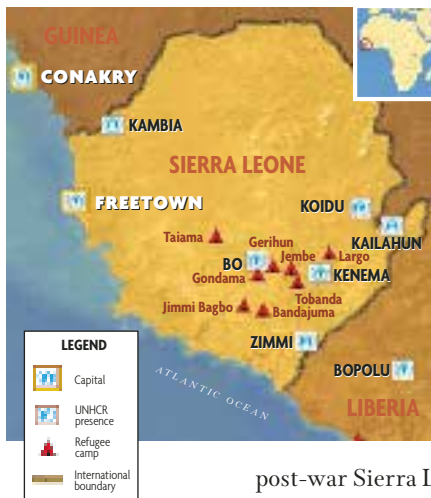 GUINEA
CONAKRY
KAMBIA
SIERRA LEONE
FREETOWN
KOIDU
KAILAHUN
Taiama
Gerihun
Jembe
Largo
BO
KENEMA
Gondama
Tobanda
Jimmi Bagbo
Bandajuma
ZIMMI
BOPOLU
LIBERIA
ATLANTIC OCEAN
LEGEND
Capital
UNHCR
presence
Refugee
camp
International
boundary
post-war Sierra L